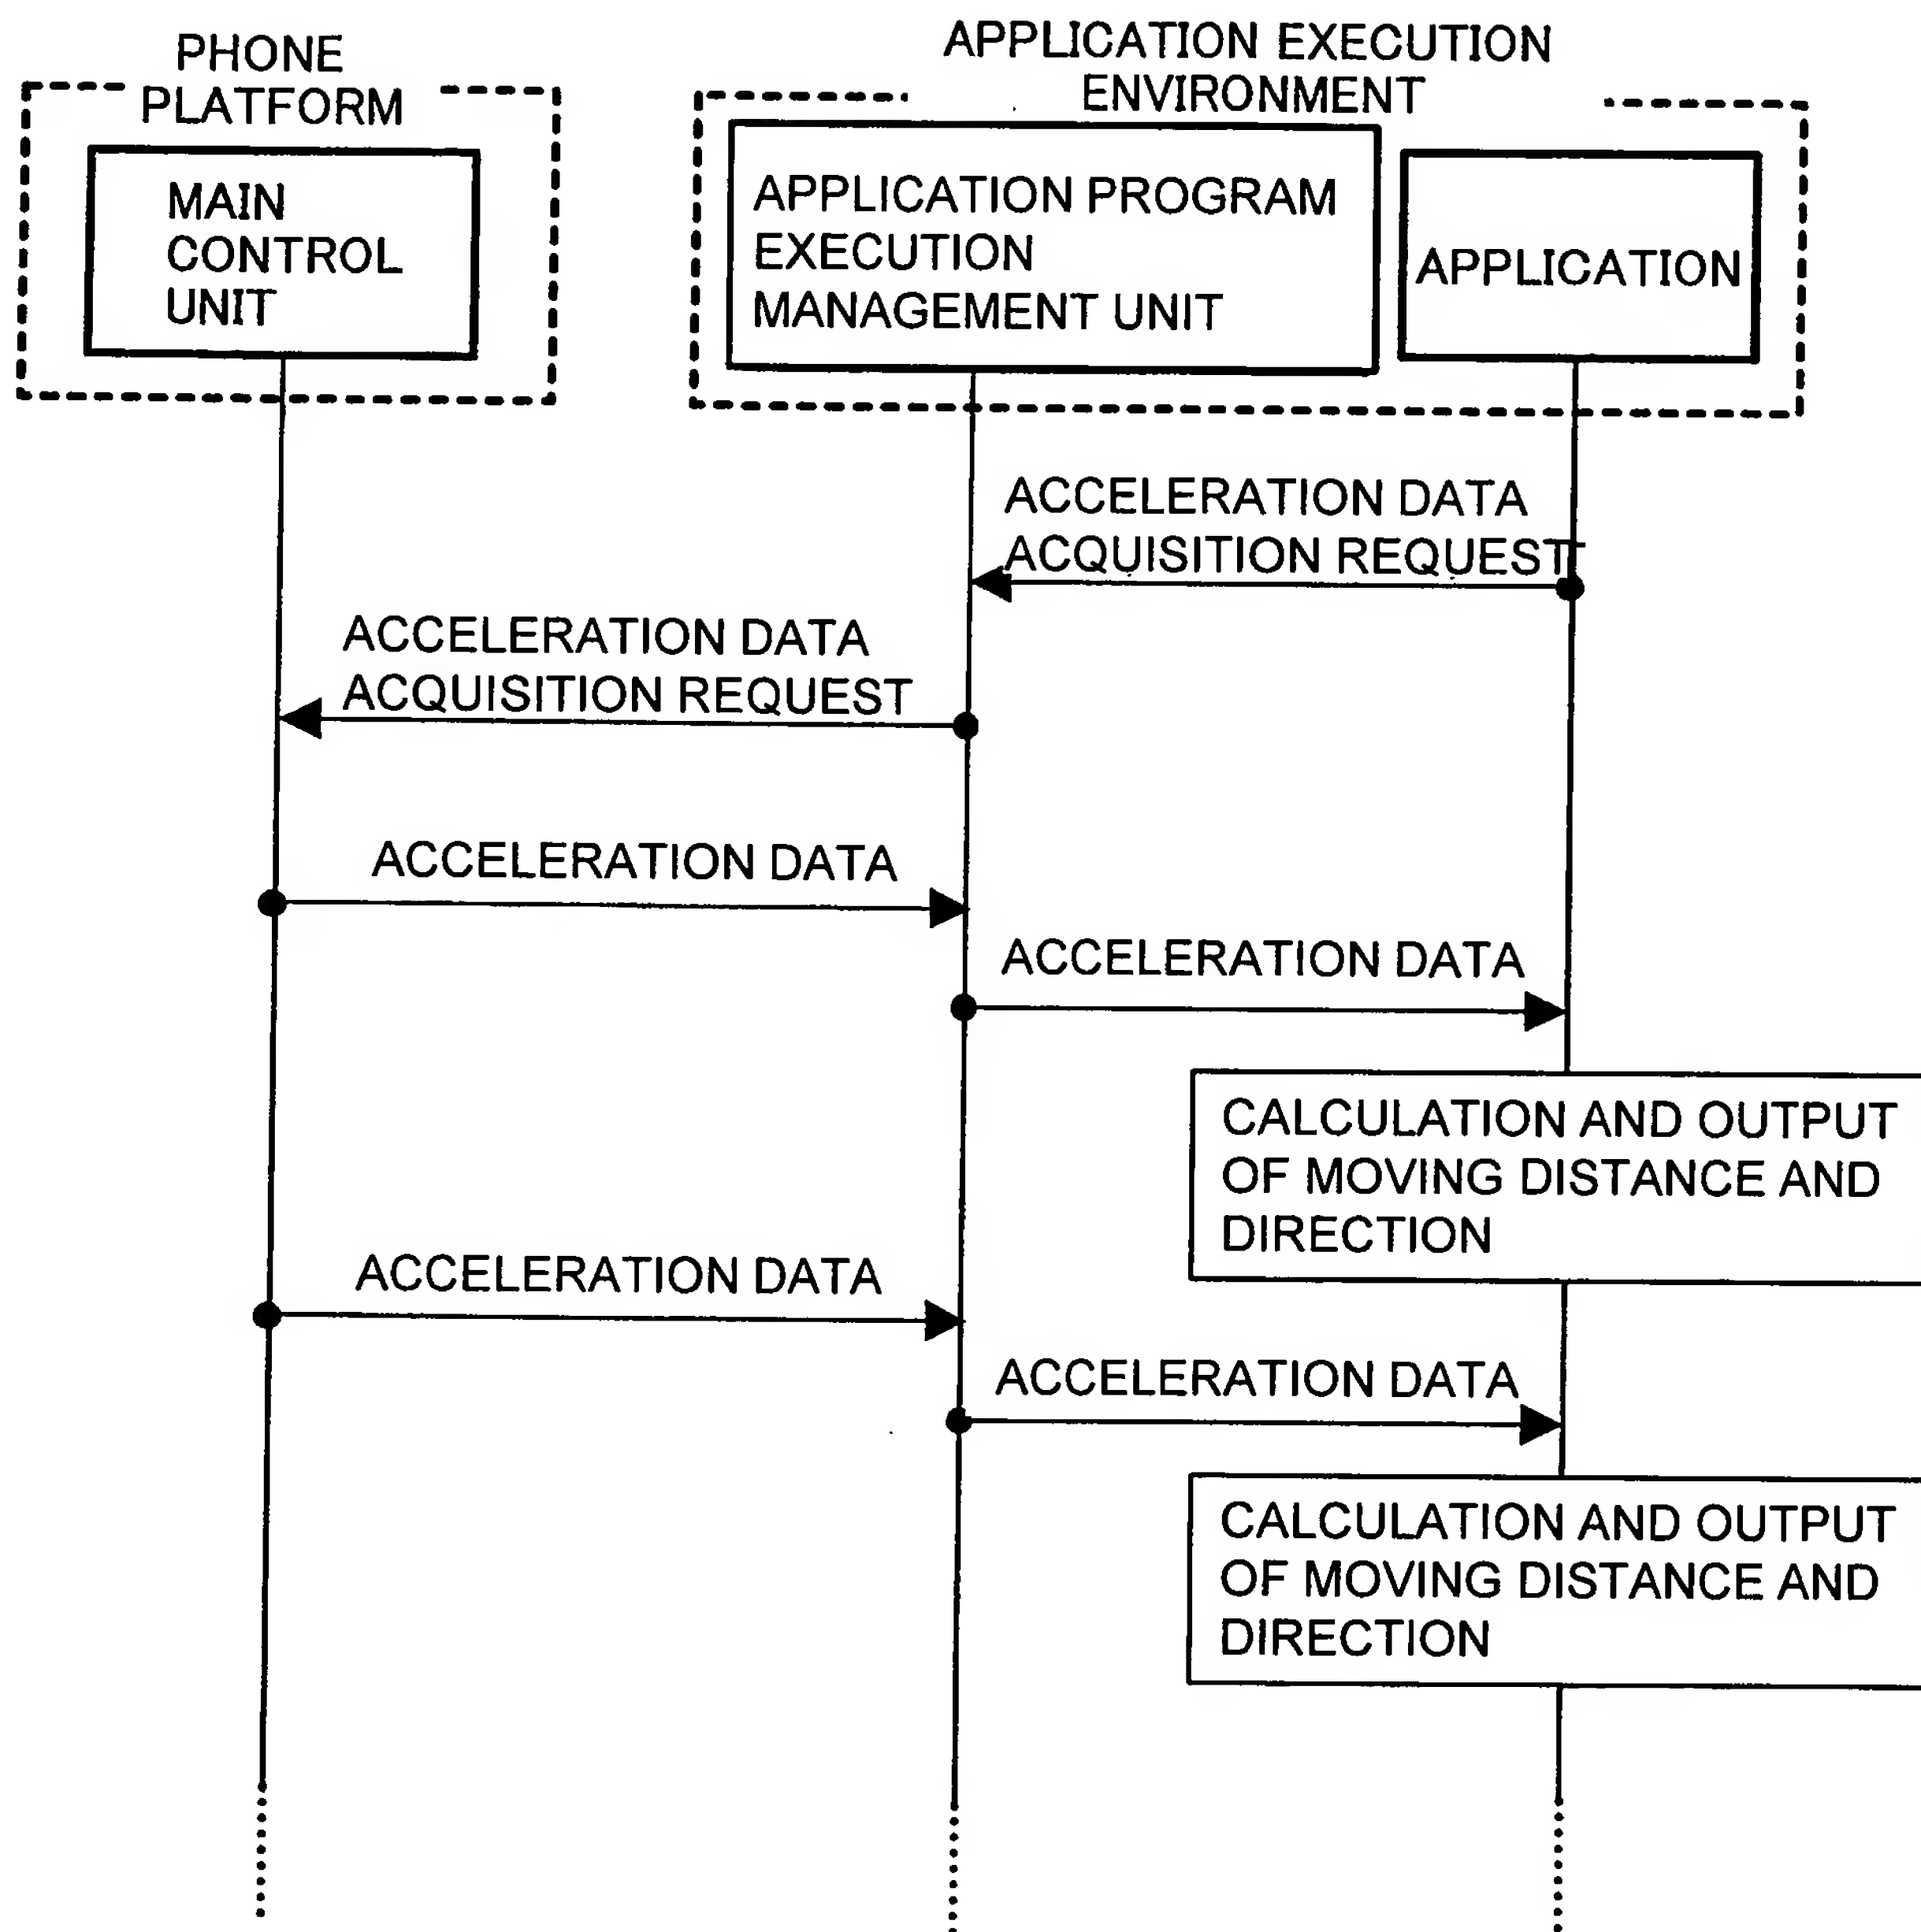 PHONE
PLATFORM
APPLICATION EXECUTION
ENVIRONMENT
MAIN
CONTROL
UNIT
APPLICATION PROGRAM
EXECUTION
MANAGEMENT UNIT
APPLICATION
ACCELERATION DATA
ACQUISITION REQUEST
ACCELERATION DATA
ACQUISITION REQUEST
ACCELERATION DATA
ACCELERATION DATA
CALCULATION AND OUTPUT
OF MOVING DISTANCE AND
DIRECTION
ACCELERATION DATA
ACCELERATION DATA
CALCULATION AND OUTPUT
OF MOVING DISTANCE AND
DIRECTION